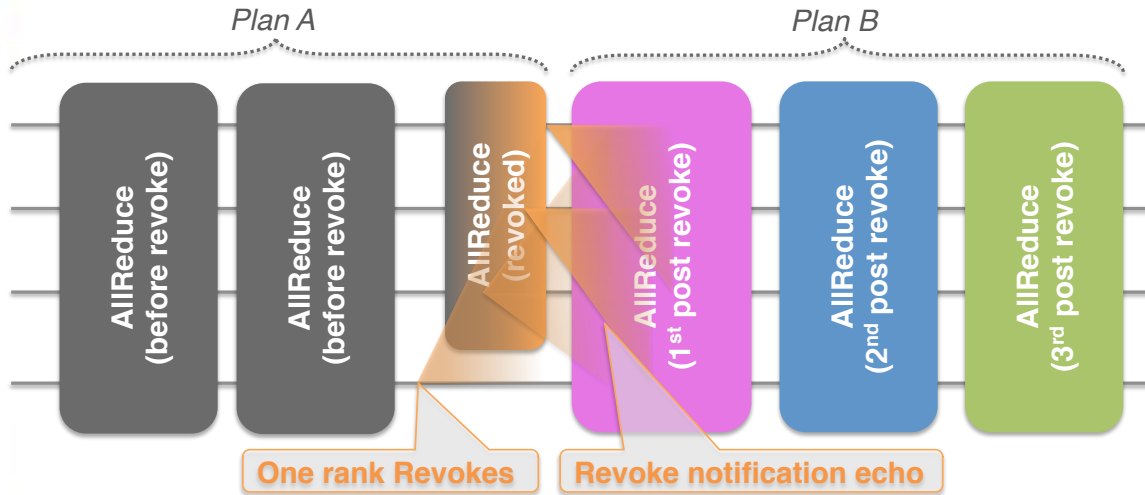 Plan A
Plan B
AllReduce
(before revoke)
AllReduce
(before revoke)
AllReduce
(revoked)
AllReduce
(1st post revoke)
AllReduce
(2nd post revoke)
AllReduce
(3rd post revoke)
One rank Revokes
Revoke notification echo